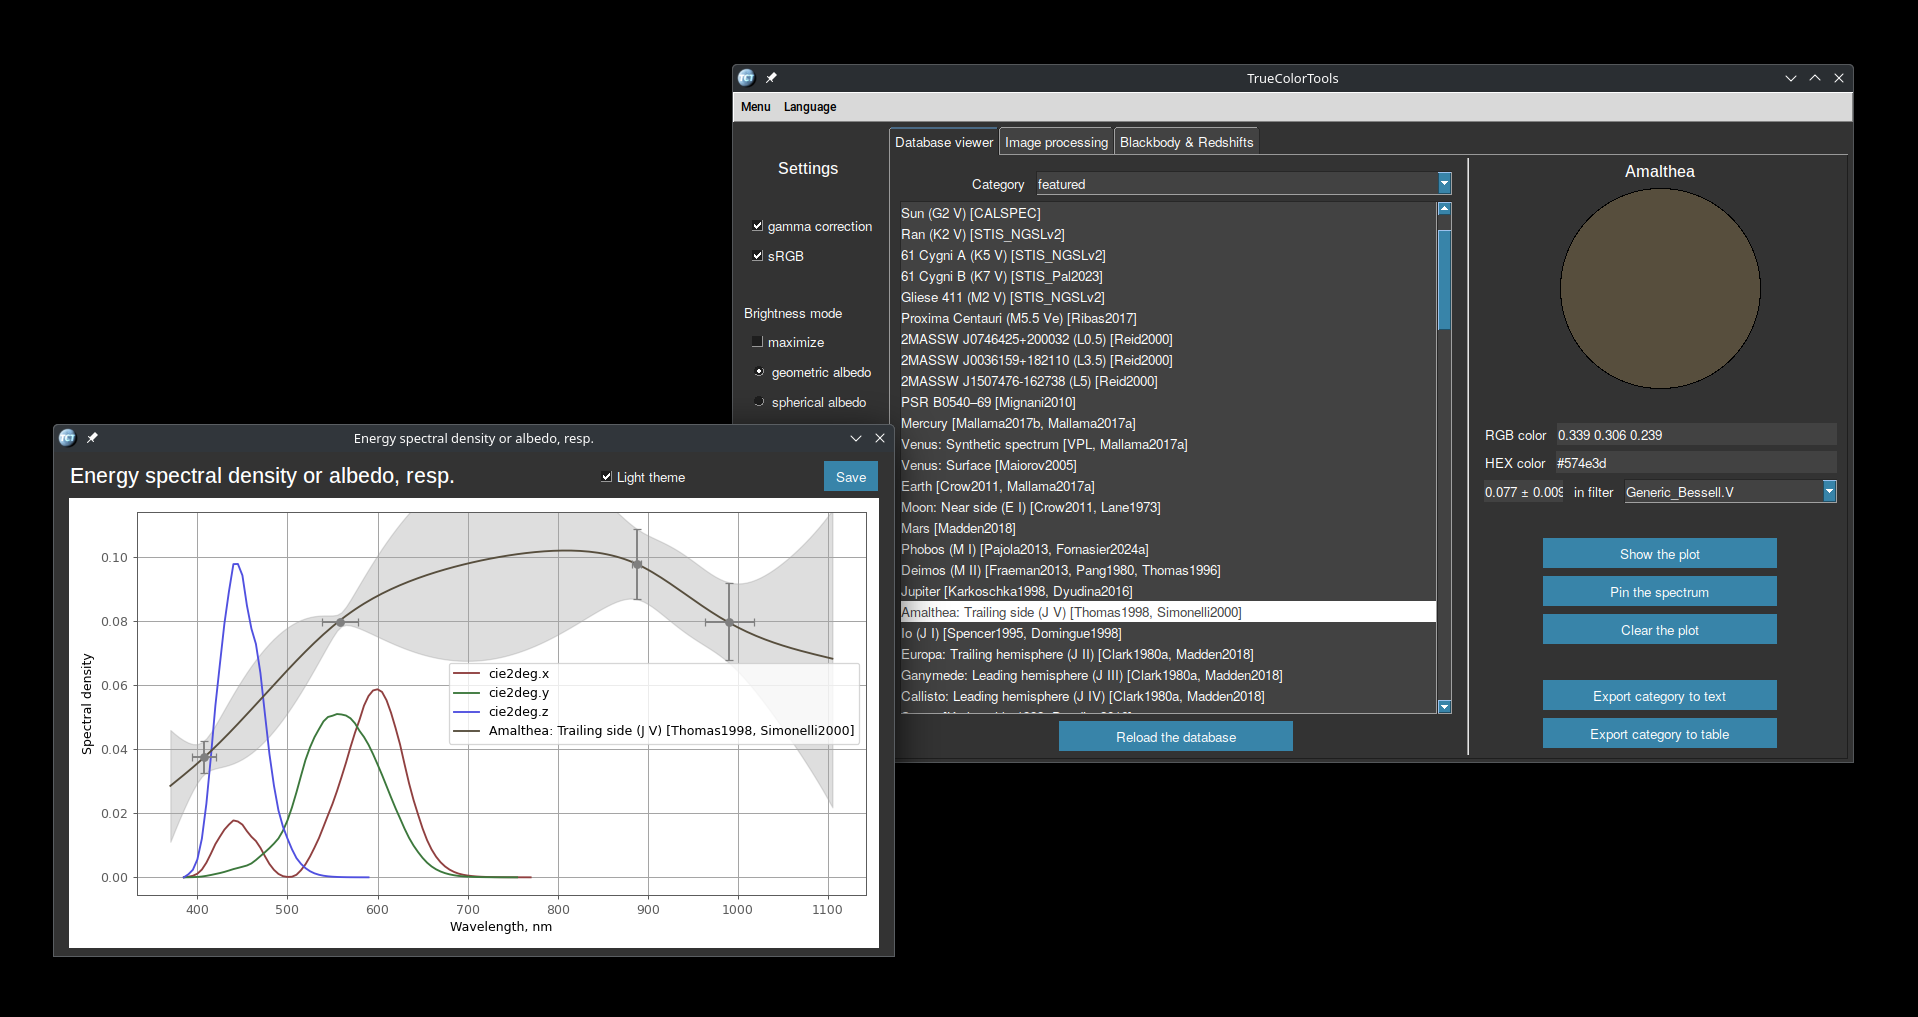 TCT
TrueColorTools
Menu Language
Settings
gamma correction
sRGB
Brightness mode
maximize
geometric albedo
spherical albedo
Database viewer
Image processing
Blackbody & Redshifts
Category featured
Sun (G2 V) [CALSPEC]
Ran (K2 V) [STIS_NGSLv2]
61 Cygni A (K5 V) [STIS_NGSLv2]
61 Cygni B (K7 V) [STIS_Pal2023]
Gliese 411 (M2 V) [STIS_NGSLv2]
Proxima Centauri (M5.5 Ve) [Ribas2017]
2MASSW J0746425+200032 (L0.5) [Reid2000]
2MASSW J0036159+182110 (L3.5) [Reid2000]
2MASSW J1507476-162738 (L5) [Reid2000]
PSR B0540–69 [Mignani2010]
Mercury [Mallama2017b, Mallama2017a]
Venus: Synthetic spectrum [VPL, Mallama2017a]
Venus: Surface [Maiorov2005]
Earth [Crow2011, Mallama2017a]
Moon: Near side (E I) [Crow2011, Lane1973]
Mars [Madden2018]
Phobos (M I) [Pajola2013, Fornasier2024a]
Deimos (M II) [Fraeman2013, Pang1980, Thomas1996]
Jupiter [Karkoschka1998, Dyudina2016]
Amalthea: Trailing side (J V) [Thomas1998, Simonelli2000]
Io (J I) [Spencer1995, Domingue1998]
Europa: Trailing hemisphere (J II) [Clark1980a, Madden2018]
Ganymede: Leading hemisphere (J III) [Clark1980a, Madden2018]
Callisto: Leading hemisphere (J IV) [Clark1980a, Madden2018]
Reload the database
Amalthea
RGB color 0.339 0.306 0.239
HEX color #574e3d
0.077 ± 0.009 in filter Generic_Bessell.V
Show the plot
Pin the spectrum
Clear the plot
Export category to text
Export category to table
TCT
Energy spectral density or albedo, resp.
Energy spectral density or albedo, resp.
Light theme
Save
Spectral density
0.10
0.08
0.06
0.04
0.02
0.00
cie2deg.x
cie2deg.y
cie2deg.z
Amalthea: Trailing side (J V) [Thomas1998, Simonelli2000]
400 500 600 700 800 900 1000 1100
Wavelength, nm